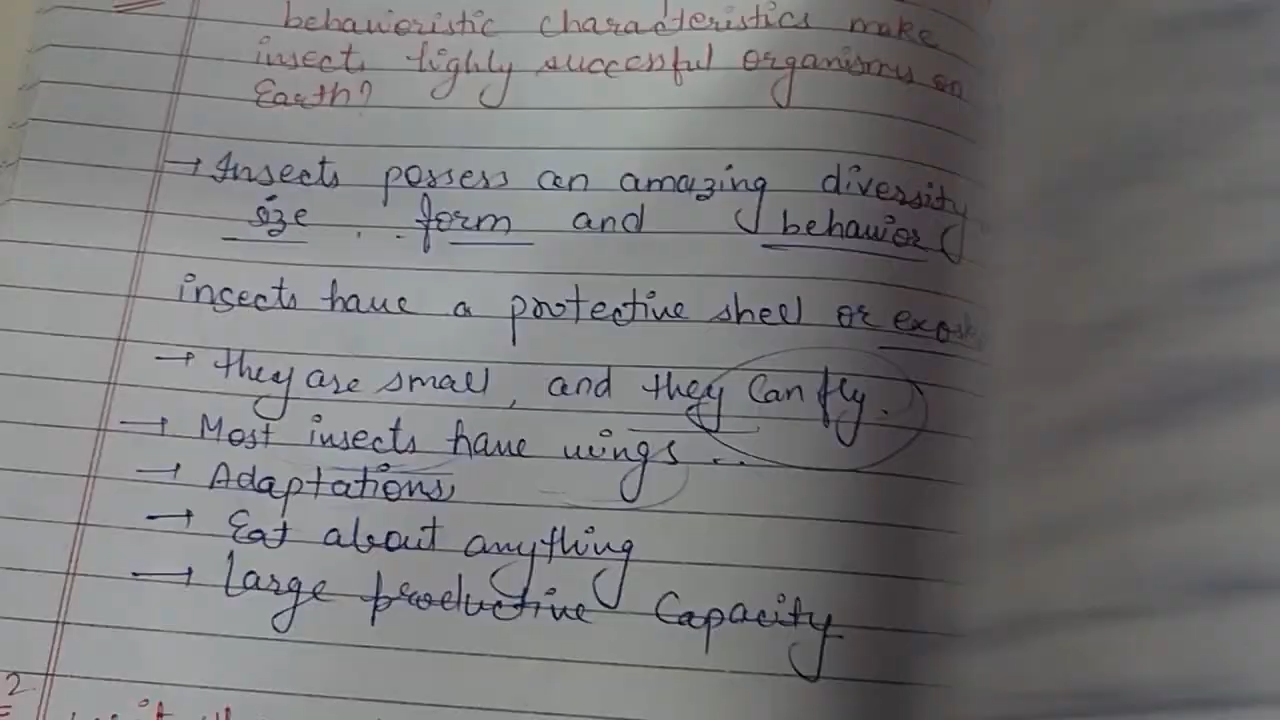 behavioristic characteristics make
insects highly successful organisms on
Earth?
→ Insects possess an amazing diversity
size . . form and behavior
insects have a protective shell or exosk
→ they are small, and they can fly.
→ Most insects have wings ..
→ Adaptations
→ Eat about anything
→ Large productive Capacity
2